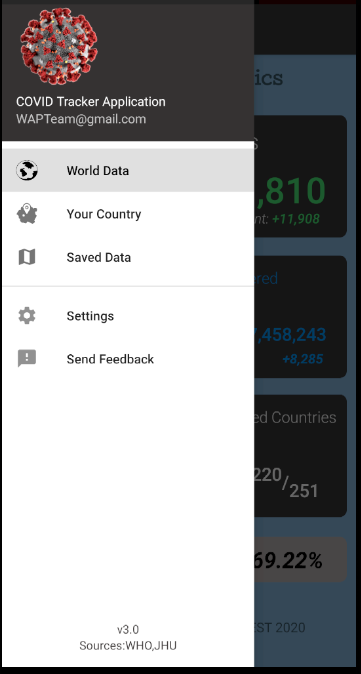 COVID Tracker Application
WAPTeam@gmail.com
World Data
Your Country
Saved Data
Settings
Send Feedback
v3.0
Sources:WHO,JHU
ics
S
,810
nt: +11,908
red
7,458,243
+8,285
ed Countries
220/251
69.22%
EST 2020